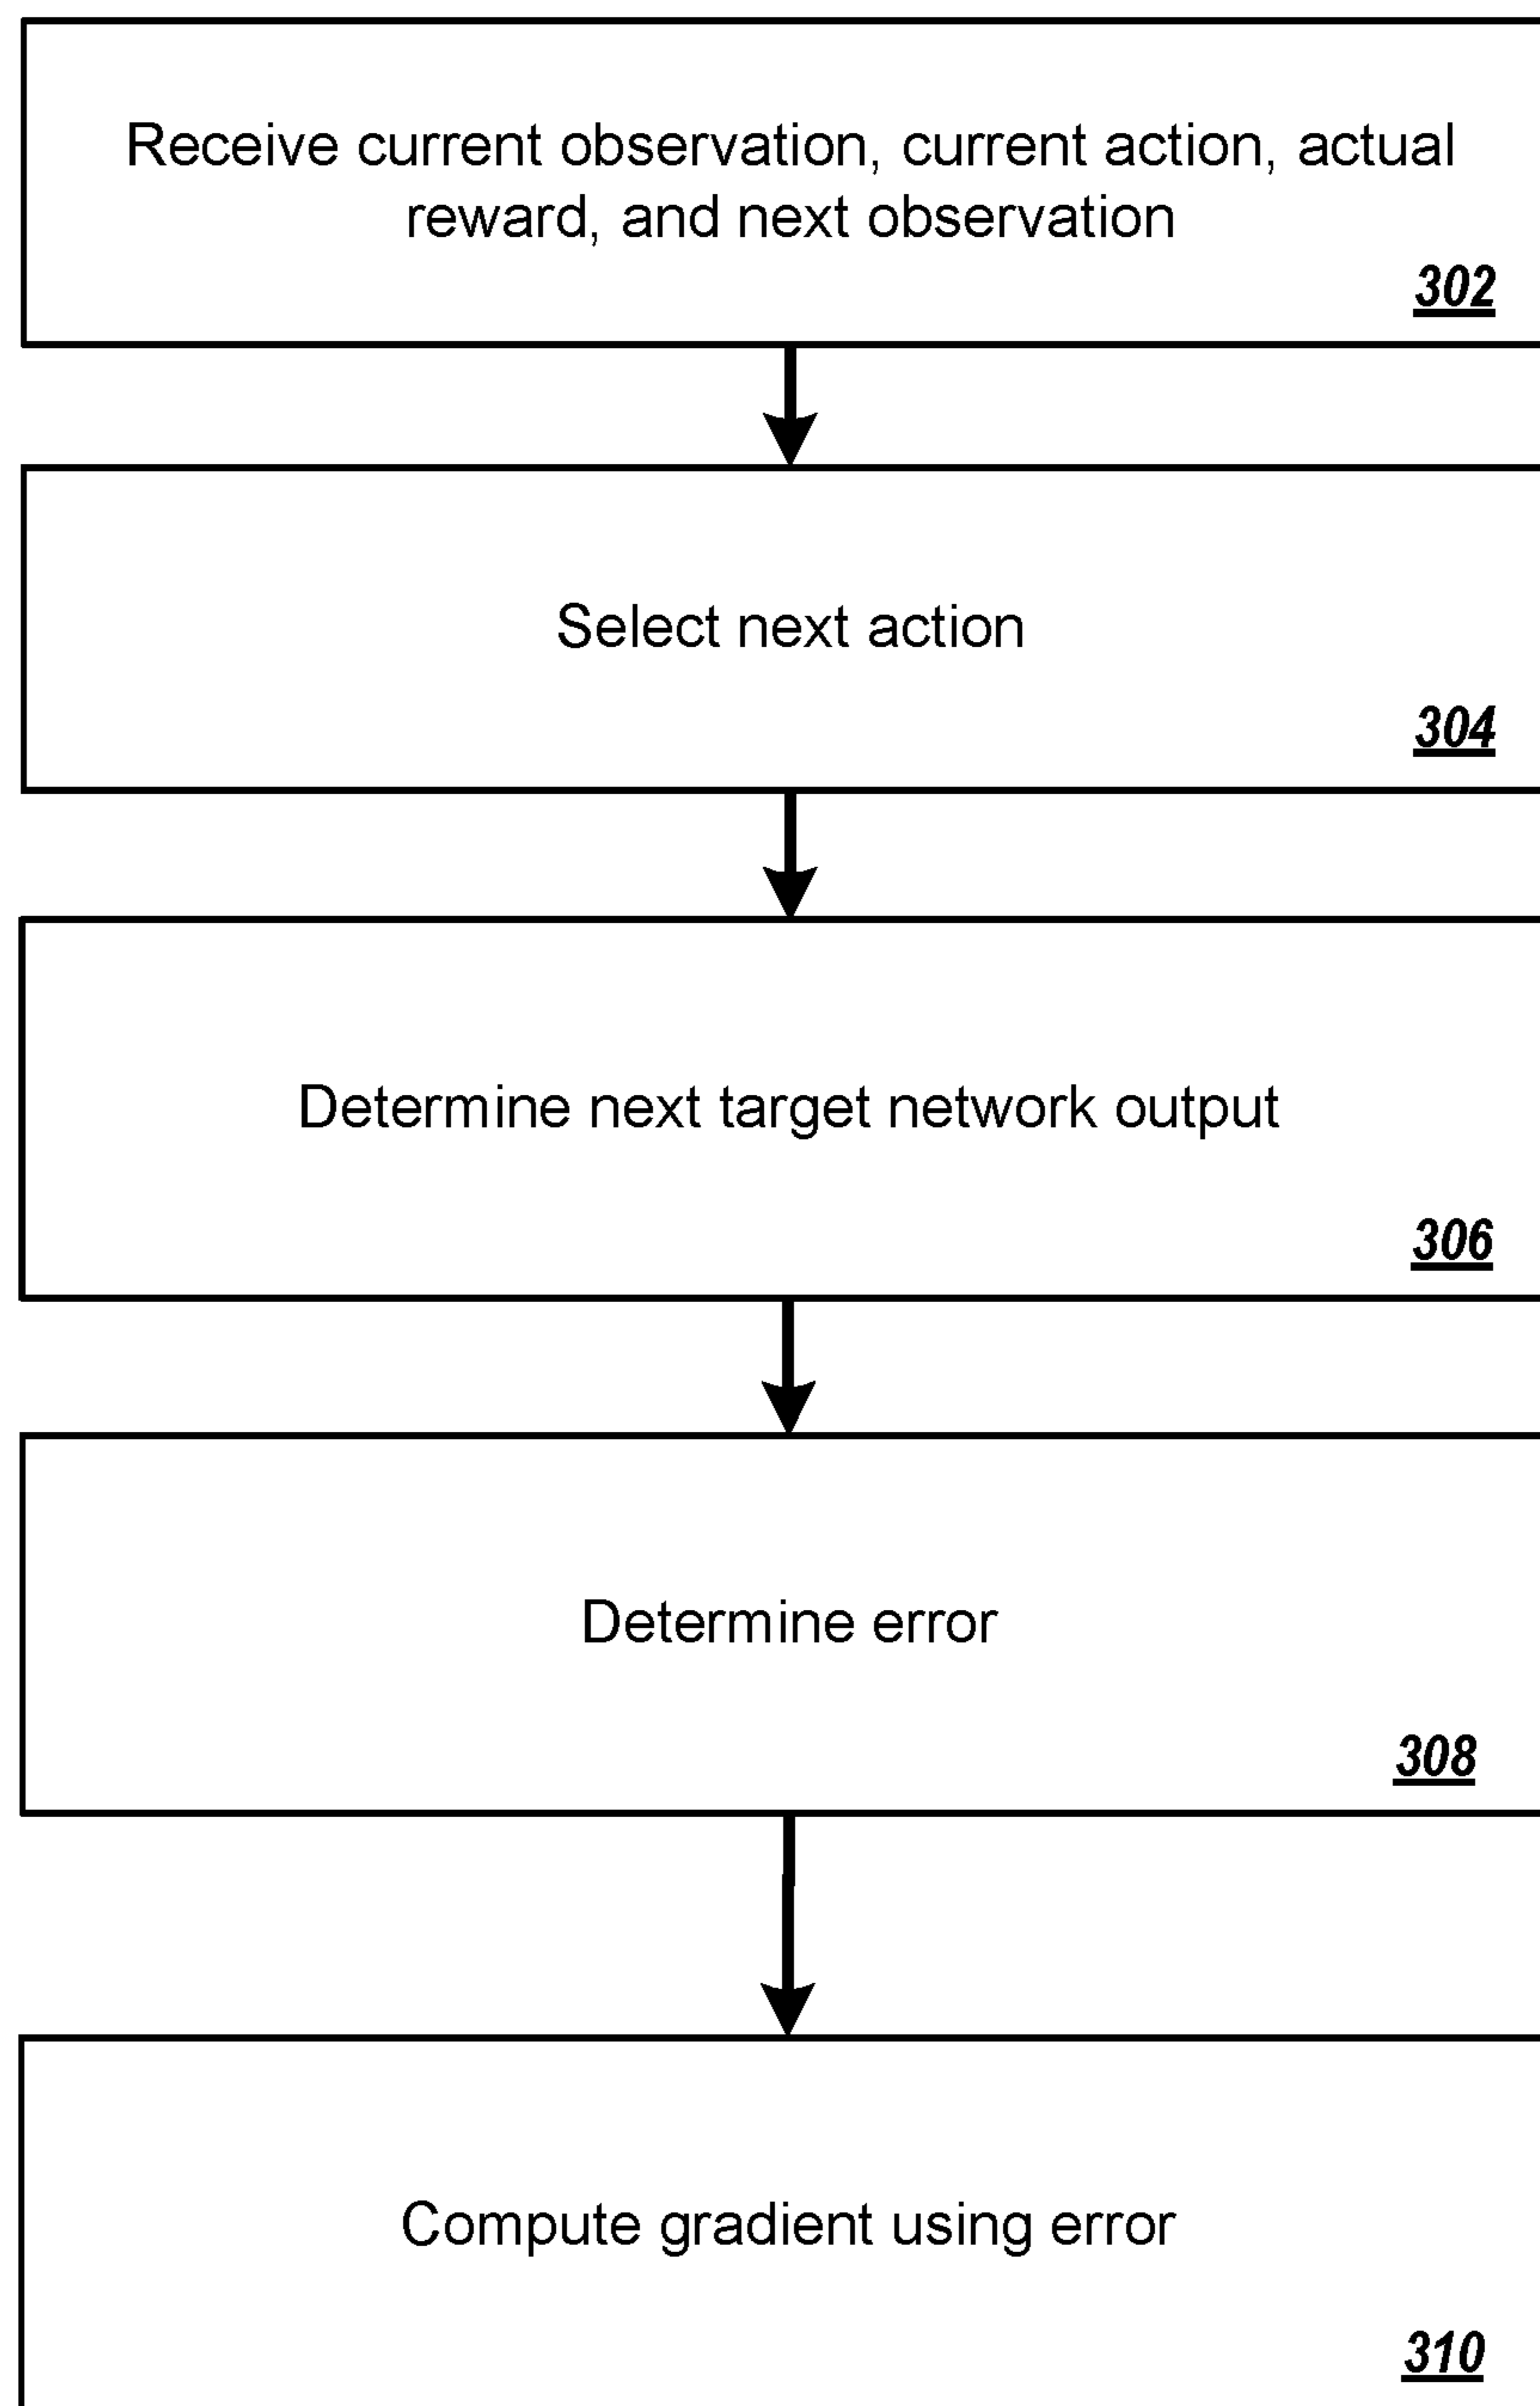 Receive current observation, current action, actual
reward, and next observation
302
Select next action
304
Determine next target network output
306
Determine error
308
Compute gradient using error
310